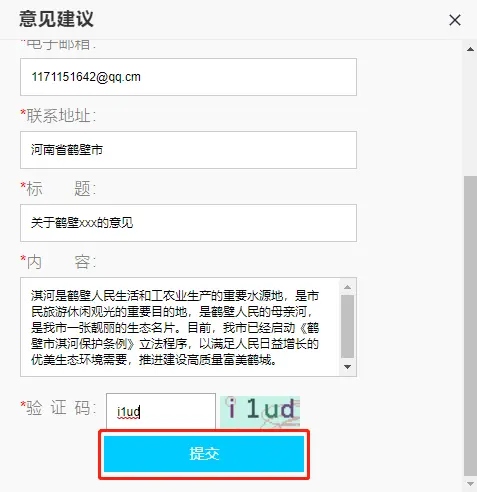 意见建议
*电子邮箱:
1171151642@qq.cm
*联系地址:
河南省鹤壁市
*标 题:
关于鹤壁xxx的意见
*内 容:
淇河是鹤壁人民生活和工农业生产的重要水源地，是市
民旅游休闲观光的重要目的地，是鹤壁人民的母亲河，
是我市一张靓丽的生态名片。目前，我市已经启动《鹤
壁市淇河保护条例》立法程序，以满足人民日益增长的
优美生态环境需要，推进建设高质量富美鹤城。
*验 证 码: i1ud i 1ud
提交